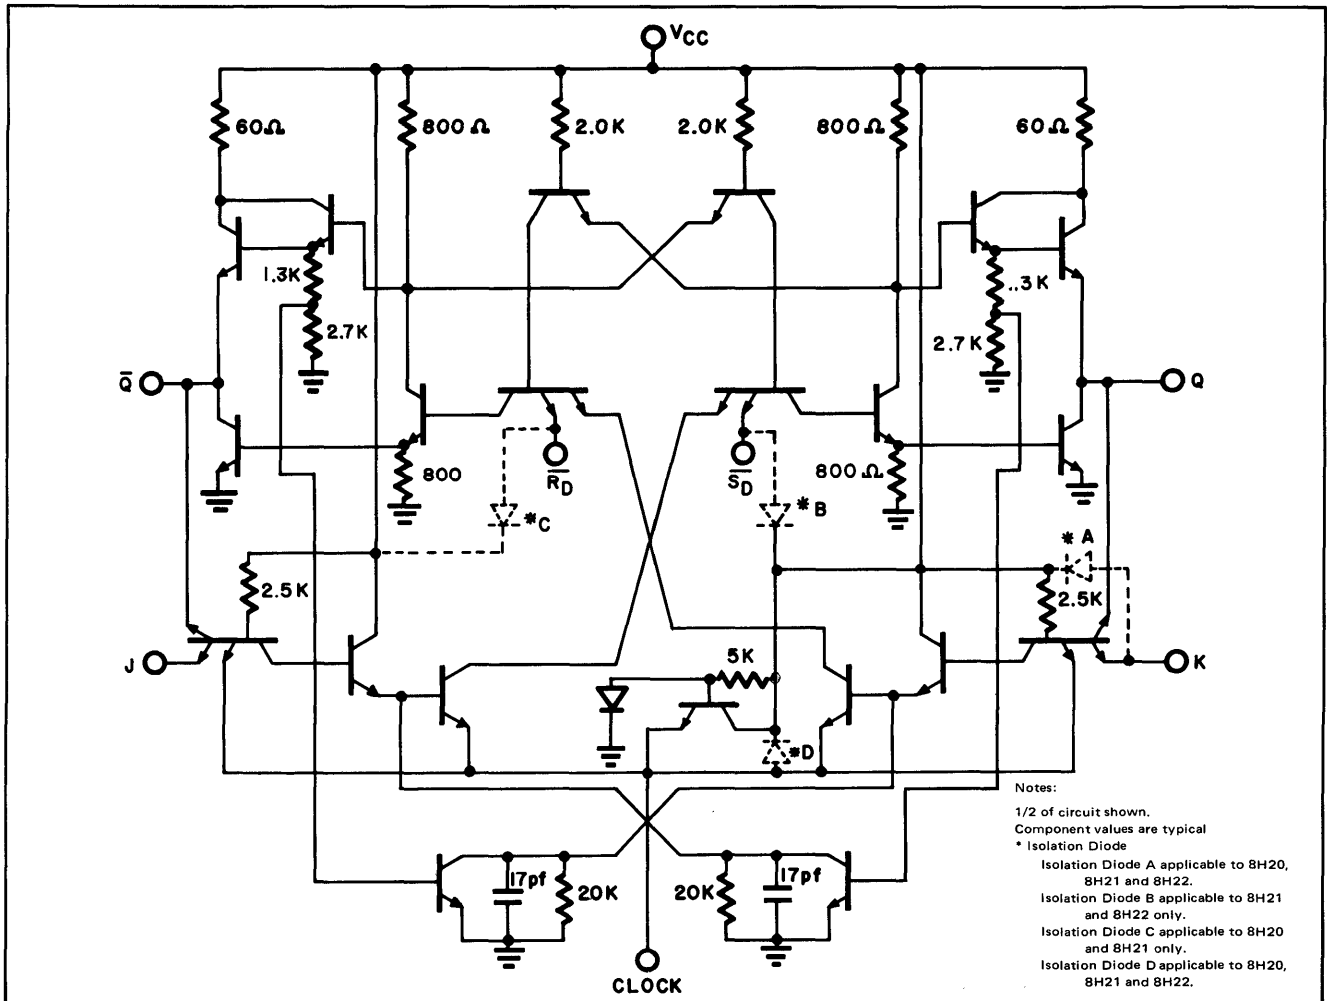 VCC
60Ω 800Ω 2.0K 2.0K 800Ω 60Ω
1.3K ..3K
2.7K 2.7K
Q̅ Q
800 R̅D̅ S̅D̅ 800Ω
*C *B
*A
2.5K 2.5K
J 5K K
*D
17pf 20K 20K 17pf
CLOCK
Notes:
1/2 of circuit shown.
Component values are typical
* Isolation Diode
Isolation Diode A applicable to 8H20,
8H21 and 8H22.
Isolation Diode B applicable to 8H21
and 8H22 only.
Isolation Diode C applicable to 8H20
and 8H21 only.
Isolation Diode D applicable to 8H20,
8H21 and 8H22.